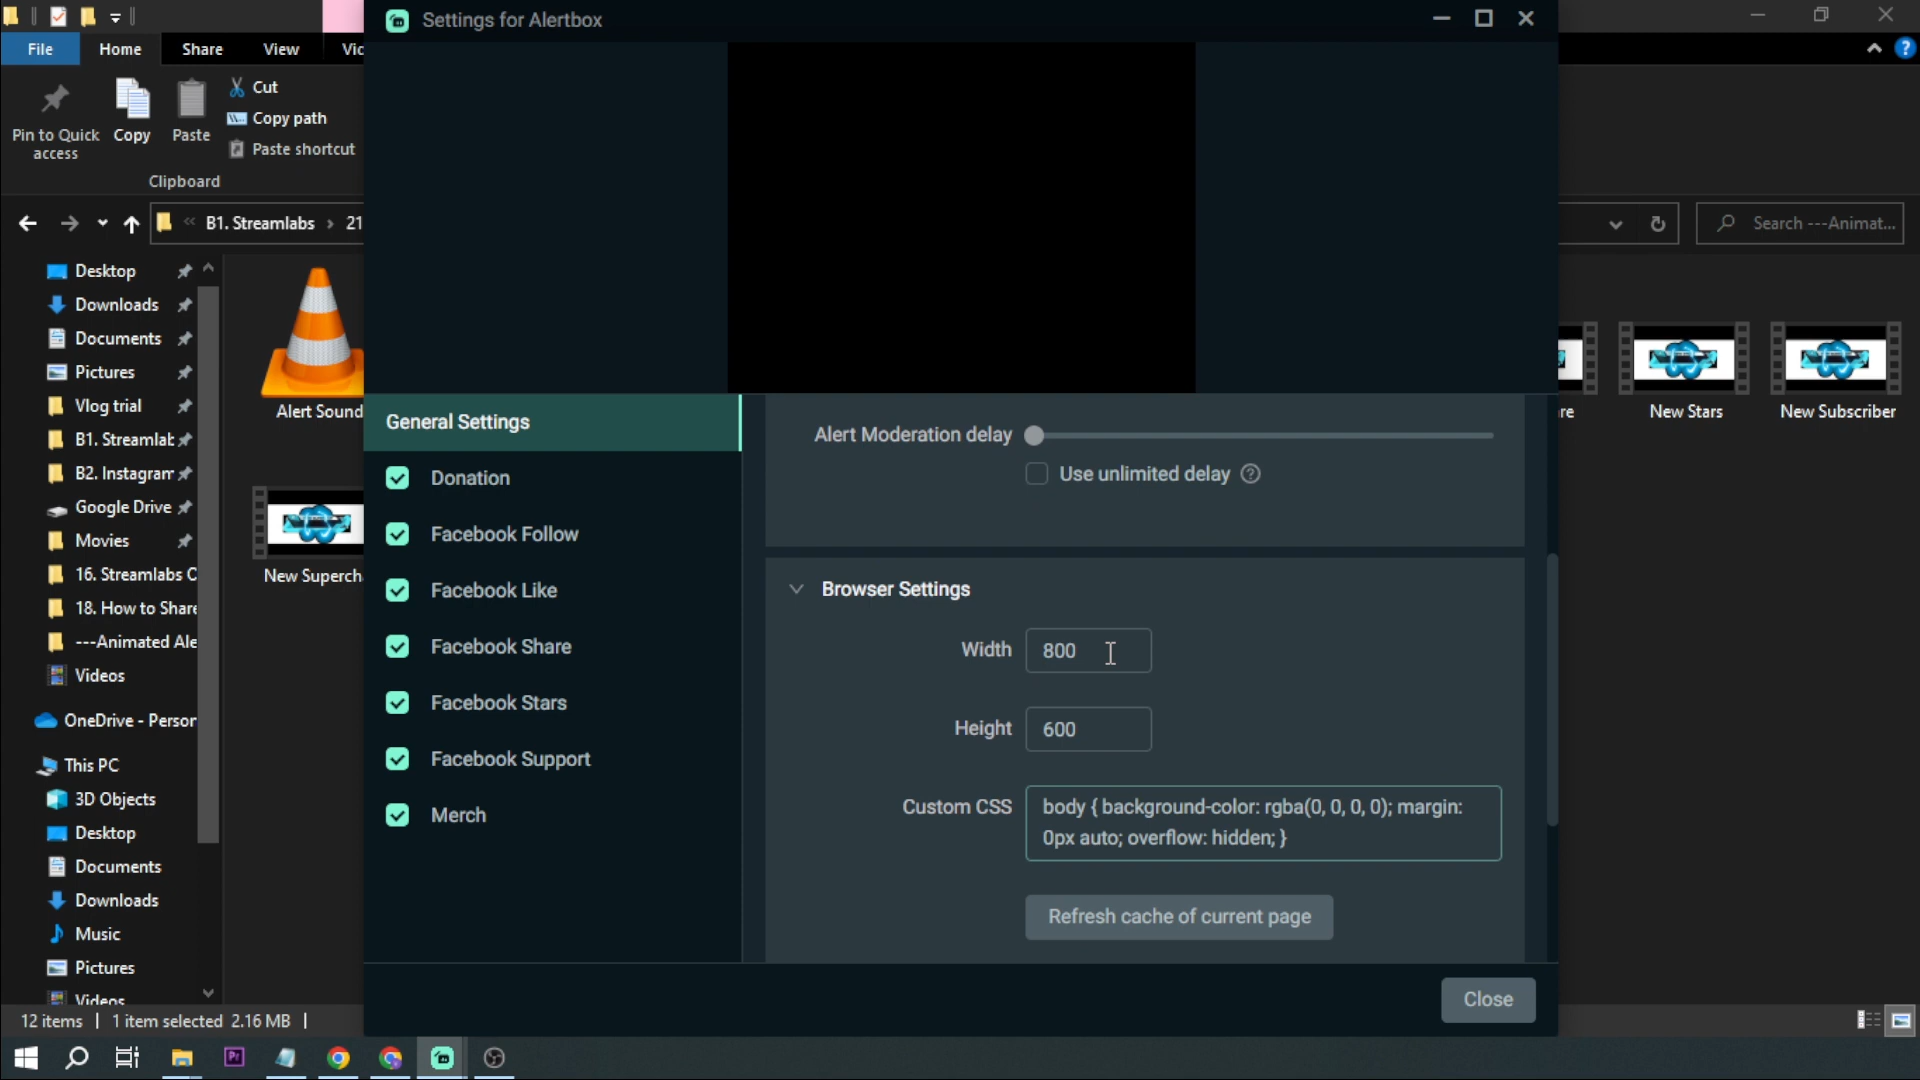 Settings for Alertbox
File
Home
Share
View
Vid
Pin to Quick
access
Copy
Paste
Cut
Copy path
Paste shortcut
Clipboard
B1. Streamlabs
21
Search ---Animat...
Desktop
Downloads
Documents
Pictures
Vlog trial
B1. Streamlab
B2. Instagram
Google Drive
Movies
16. Streamlabs O
18. How to Share
---Animated Ale
Videos
OneDrive - Person
This PC
3D Objects
Desktop
Documents
Downloads
Music
Pictures
Videos
Alert Sound
New Supercha
re
New Stars
New Subscriber
General Settings
Donation
Facebook Follow
Facebook Like
Facebook Share
Facebook Stars
Facebook Support
Merch
Alert Moderation delay
Use unlimited delay ?
Browser Settings
Width
800
Height
600
Custom CSS
body { background-color: rgba(0, 0, 0, 0); margin:
0px auto; overflow: hidden; }
Refresh cache of current page
Close
12 items
1 item selected 2.16 MB
Pr